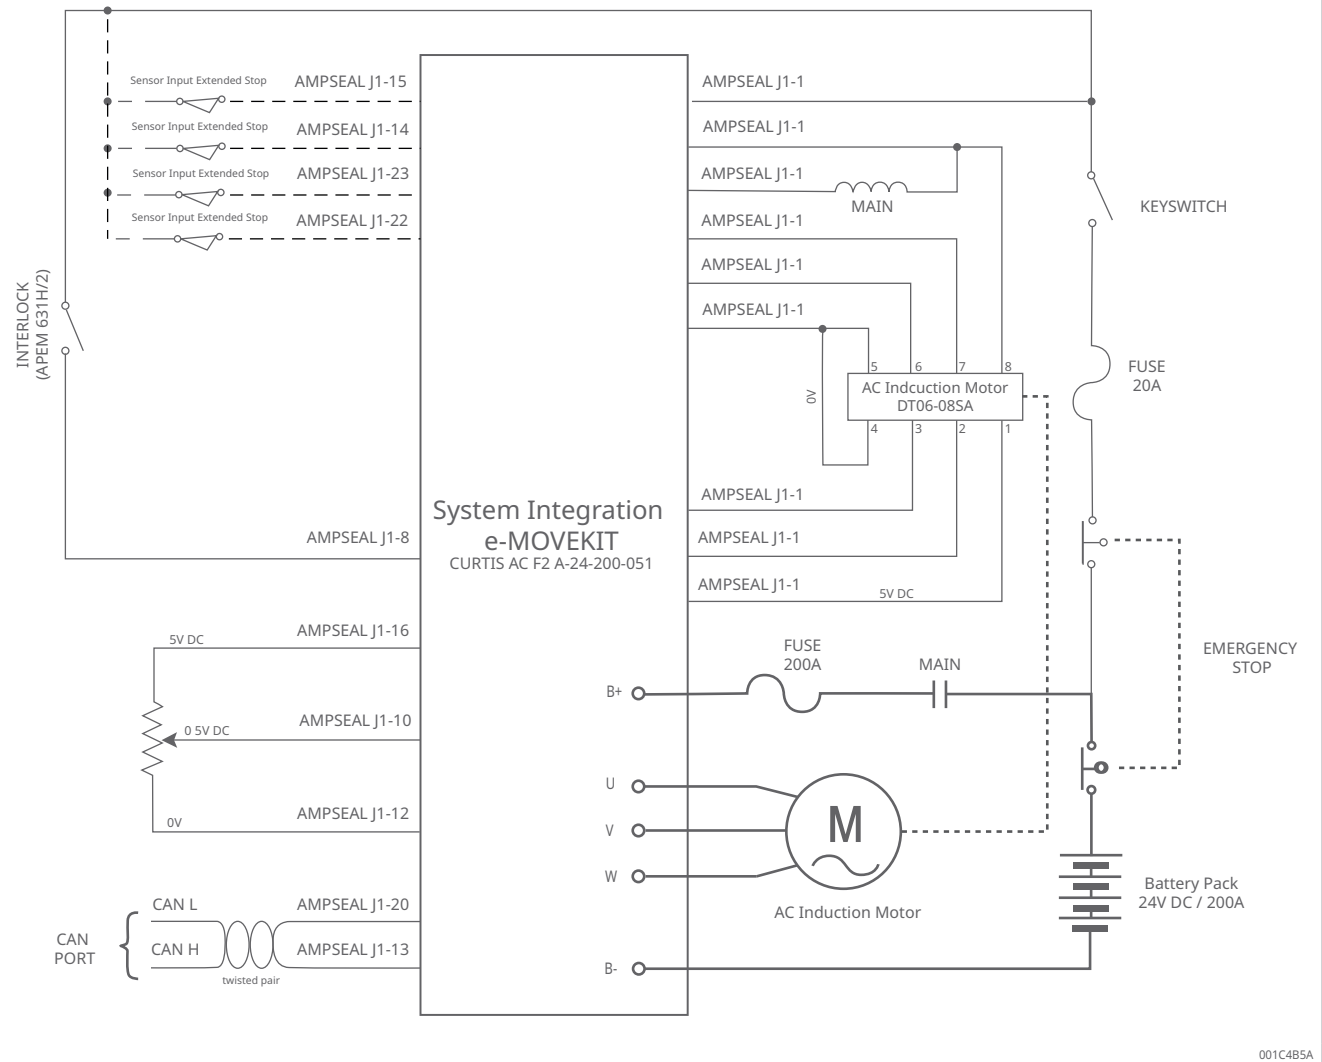 Sensor Input Extended Stop
AMPSEAL J1-15
Sensor Input Extended Stop
AMPSEAL J1-14
Sensor Input Extended Stop
AMPSEAL J1-23
Sensor Input Extended Stop
AMPSEAL J1-22
INTERLOCK
(APEM 631H/2)
AMPSEAL J1-8
AMPSEAL J1-16
5V DC
AMPSEAL J1-10
0 5V DC
AMPSEAL J1-12
0V
CAN
PORT
CAN L
AMPSEAL J1-20
CAN H
AMPSEAL J1-13
twisted pair
System Integration
e-MOVEKIT
CURTIS AC F2 A-24-200-051
B+
U
V
W
B-
AMPSEAL J1-1
AMPSEAL J1-1
AMPSEAL J1-1
MAIN
AMPSEAL J1-1
AMPSEAL J1-1
AMPSEAL J1-1
0V
5 6 7 8
AC Indcuction Motor
DT06-08SA
4 3 2 1
AMPSEAL J1-1
AMPSEAL J1-1
AMPSEAL J1-1
5V DC
FUSE
200A
MAIN
M
AC Induction Motor
KEYSWITCH
FUSE
20A
EMERGENCY
STOP
Battery Pack
24V DC / 200A
001C4B5A